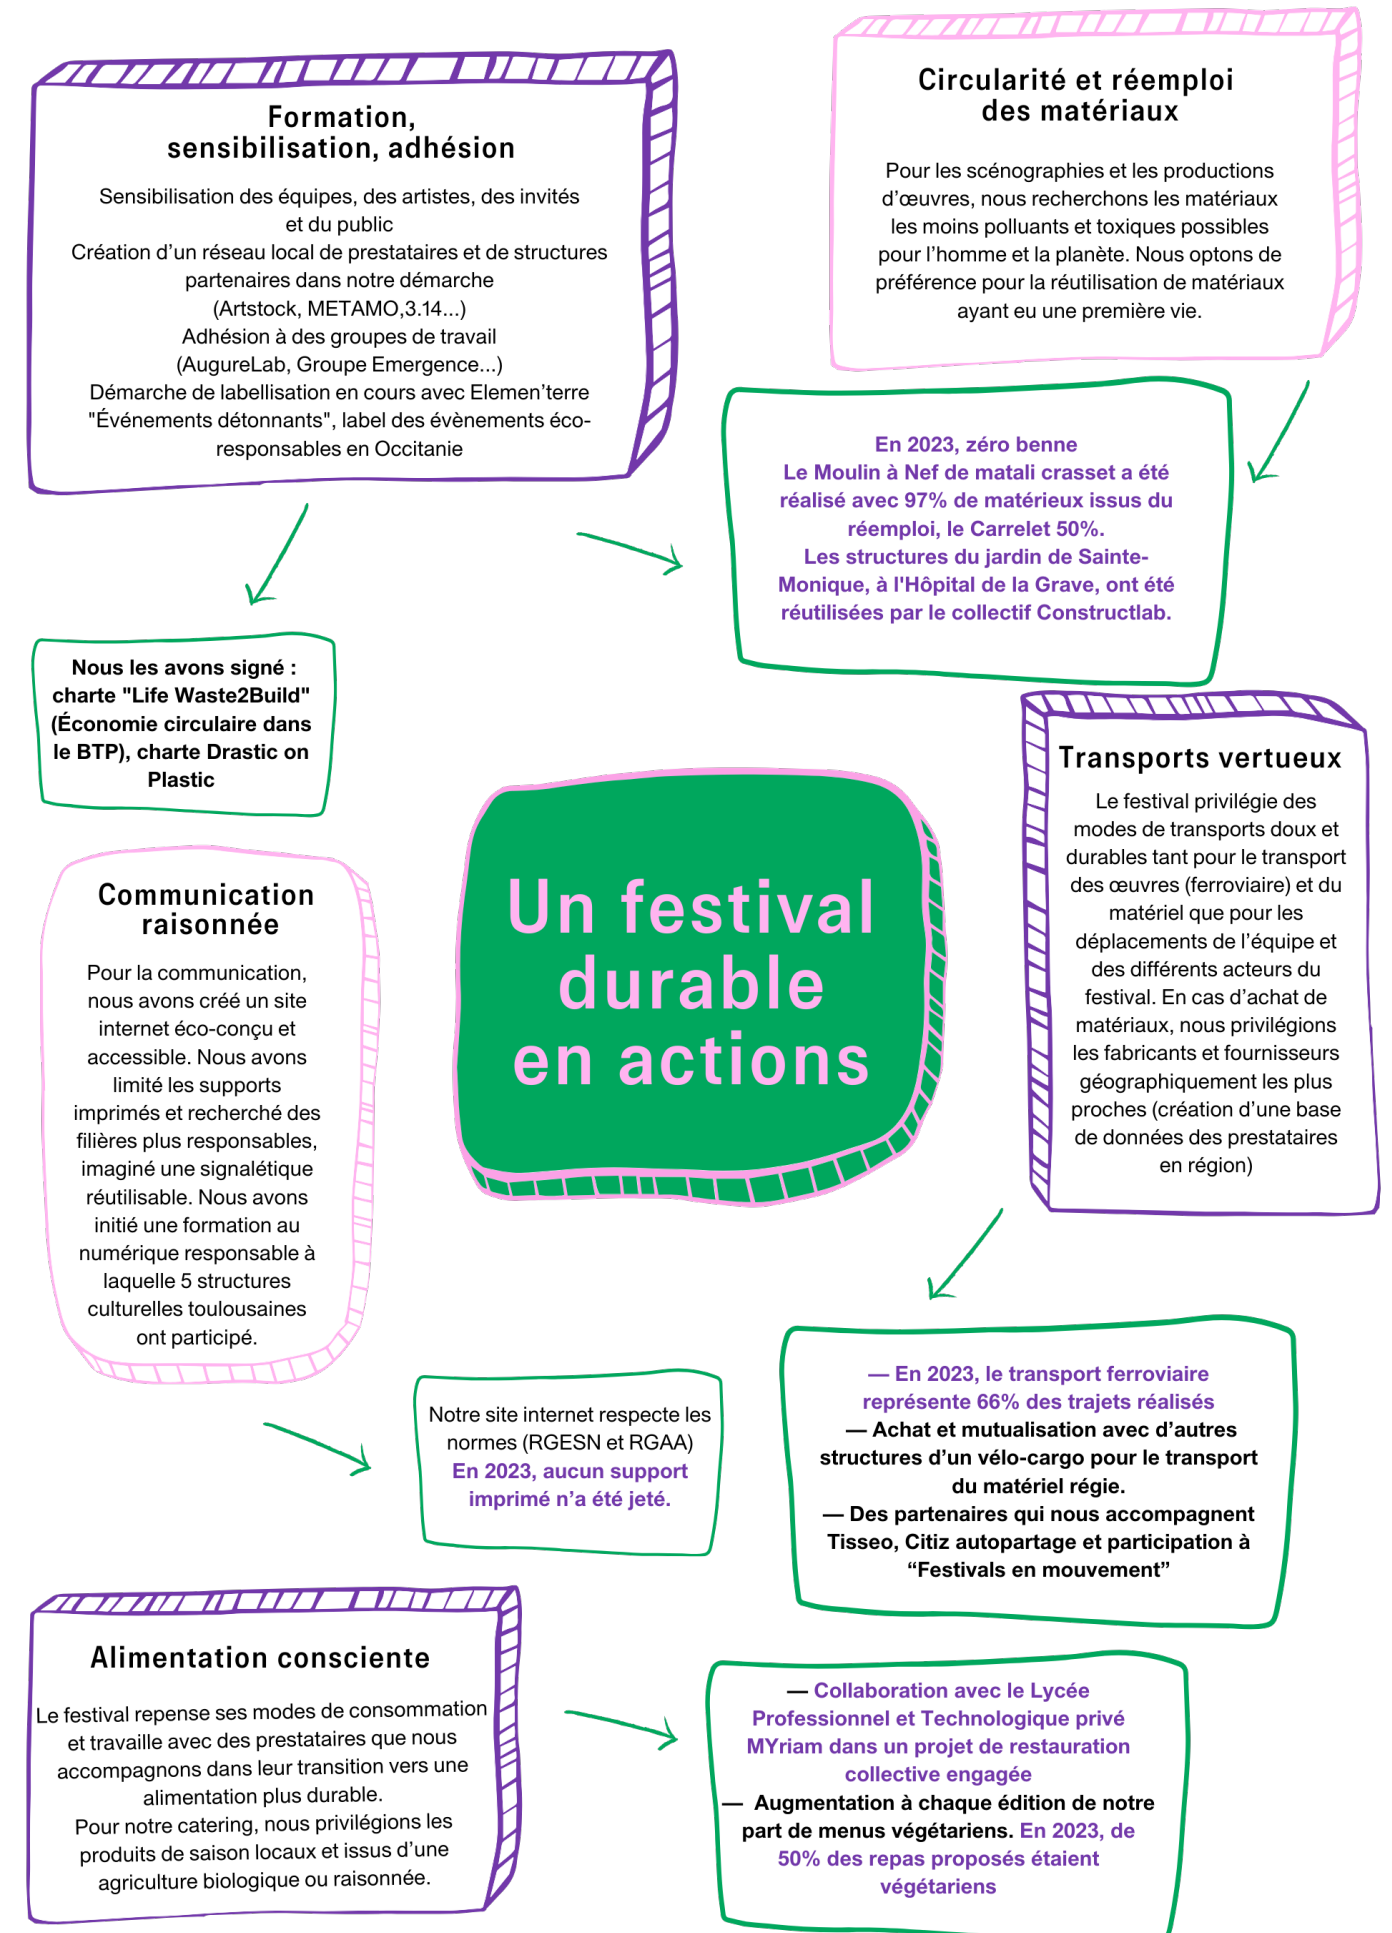 Formation,
sensibilisation, adhésion
Sensibilisation des équipes, des artistes, des invités
et du public
Création d'un réseau local de prestataires et de structures
partenaires dans notre démarche
(Artstock, METAMO,3.14...)
Adhésion à des groupes de travail
(AugureLab, Groupe Emergence...)
Démarche de labellisation en cours avec Elemen'terre
"Événements détonnants", label des évènements éco-
responsables en Occitanie
Circularité et réemploi
des matériaux
Pour les scénographies et les productions
d'œuvres, nous recherchons les matériaux
les moins polluants et toxiques possibles
pour l'homme et la planète. Nous optons de
préférence pour la réutilisation de matériaux
ayant eu une première vie.
En 2023, zéro benne
Le Moulin à Nef de matali crasset a été
réalisé avec 97% de matérieux issus du
réemploi, le Carrelet 50%.
Les structures du jardin de Sainte-
Monique, à l'Hôpital de la Grave, ont été
réutilisées par le collectif Constructlab.
Nous les avons signé :
charte "Life Waste2Build"
(Économie circulaire dans
le BTP), charte Drastic on
Plastic
Transports vertueux
Le festival privilégie des
modes de transports doux et
durables tant pour le transport
des œuvres (ferroviaire) et du
matériel que pour les
déplacements de l'équipe et
des différents acteurs du
festival. En cas d'achat de
matériaux, nous privilégions
les fabricants et fournisseurs
géographiquement les plus
proches (création d'une base
de données des prestataires
en région)
Un festival
durable
en actions
Communication
raisonnée
Pour la communication,
nous avons créé un site
internet éco-conçu et
accessible. Nous avons
limité les supports
imprimés et recherché des
filières plus responsables,
imaginé une signalétique
réutilisable. Nous avons
initié une formation au
numérique responsable à
laquelle 5 structures
culturelles toulousaines
ont participé.
Notre site internet respecte les
normes (RGESN et RGAA)
En 2023, aucun support
imprimé n'a été jeté.
— En 2023, le transport ferroviaire
représente 66% des trajets réalisés
— Achat et mutualisation avec d'autres
structures d'un vélo-cargo pour le transport
du matériel régie.
— Des partenaires qui nous accompagnent
Tisseo, Citiz autopartage et participation à
“Festivals en mouvement”
Alimentation consciente
Le festival repense ses modes de consommation
et travaille avec des prestataires que nous
accompagnons dans leur transition vers une
alimentation plus durable.
Pour notre catering, nous privilégions les
produits de saison locaux et issus d'une
agriculture biologique ou raisonnée.
— Collaboration avec le Lycée
Professionnel et Technologique privé
MYriam dans un projet de restauration
collective engagée
— Augmentation à chaque édition de notre
part de menus végétariens. En 2023, de
50% des repas proposés étaient
végétariens